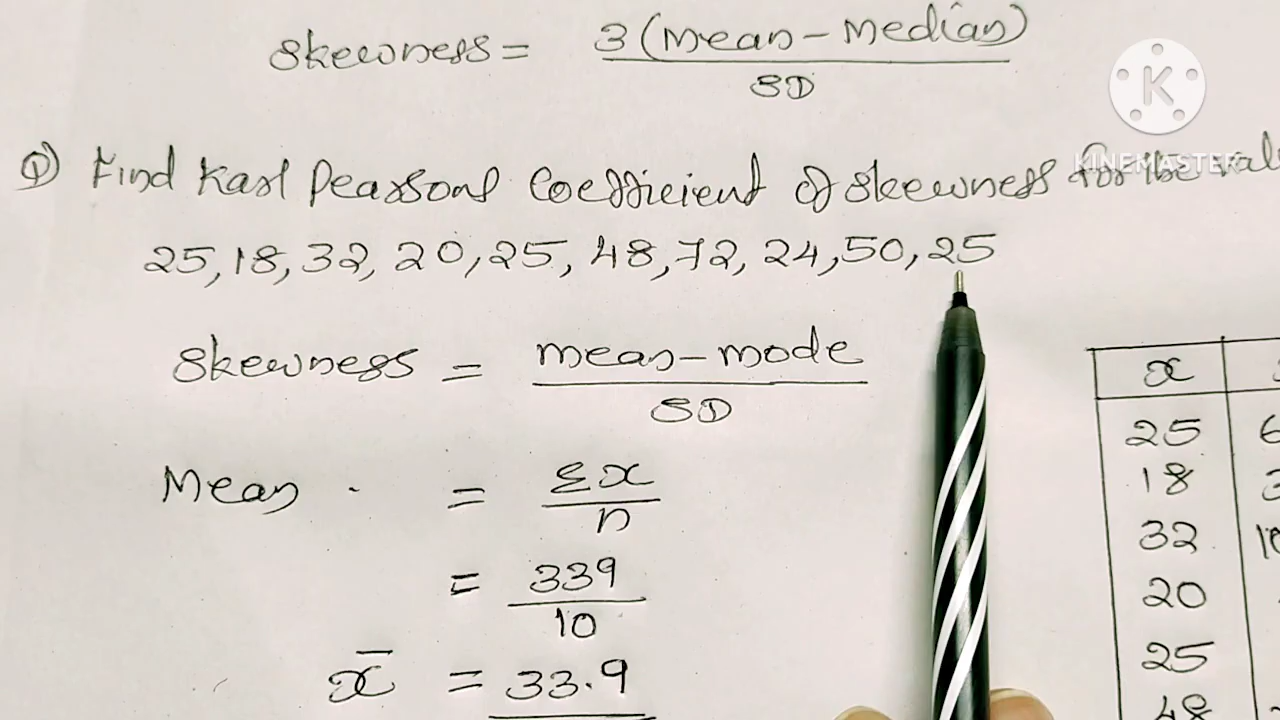 Skewness = 3 (Mean - Median)
SD
K
KINEMASTER
Q) Find Karl Pearsons Coefficient of skewness for the
25, 18, 32, 20, 25, 48, 72, 24, 50, 25
Skewness = mean - mode
SD
Mean = Σx
n
= 339
10
x̄ = 33.9
x
25
18
32
20
25
48